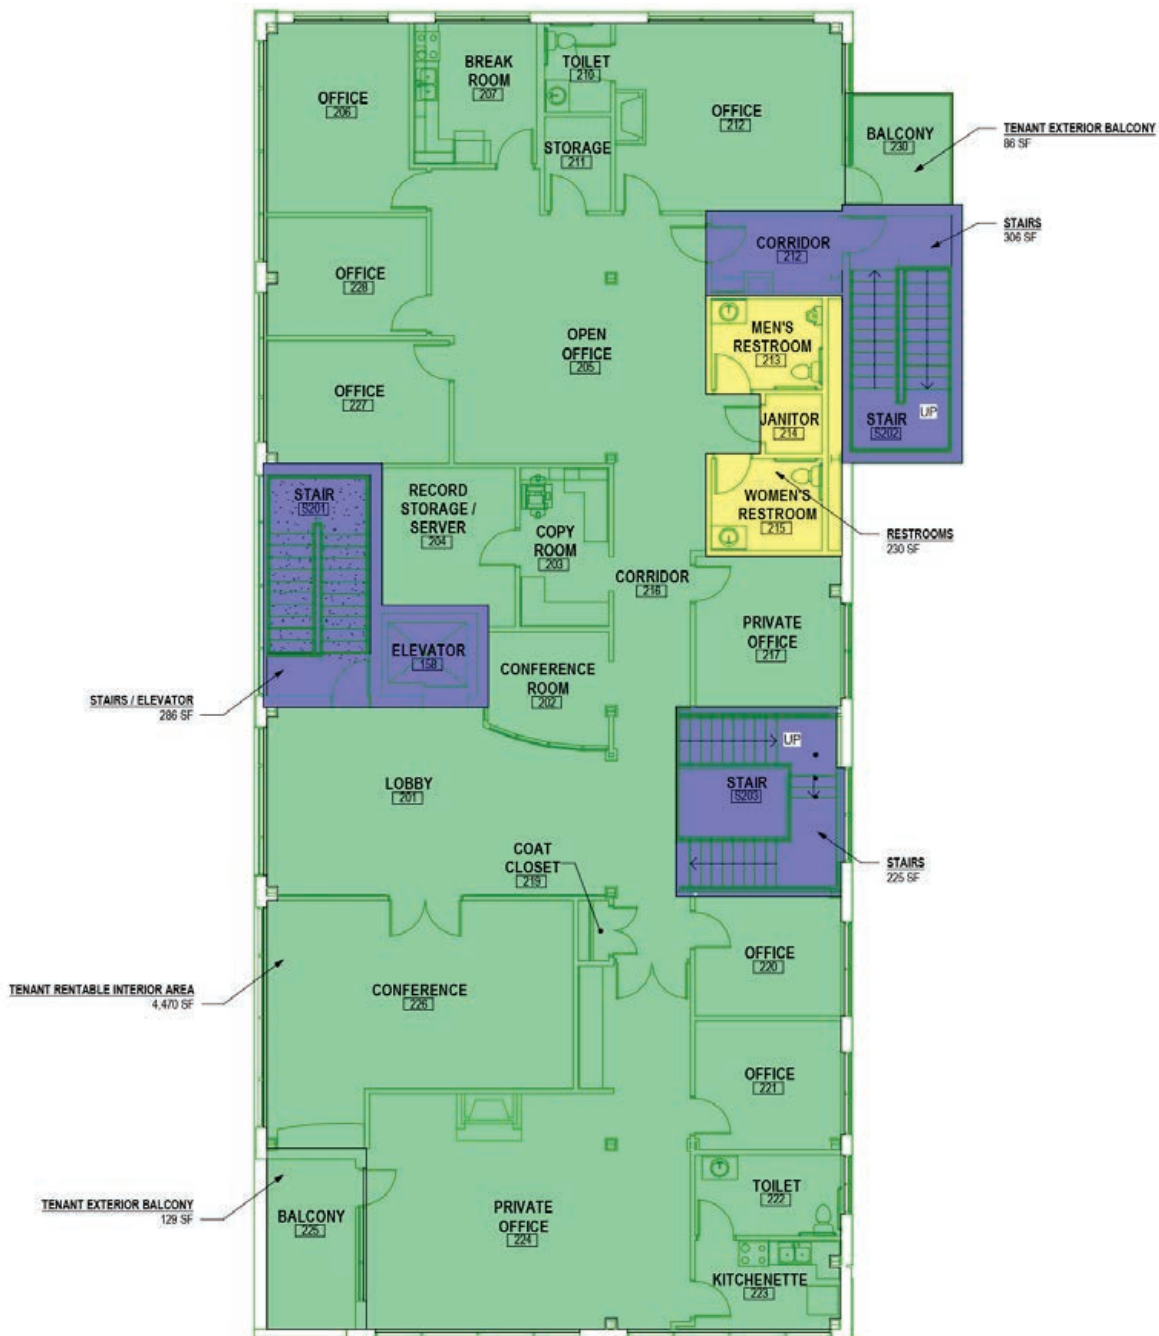 BREAK
ROOM
207
TOILET
210
OFFICE
206
OFFICE
212
STORAGE
211
BALCONY
230
TENANT EXTERIOR BALCONY
86 SF
STAIRS
306 SF
CORRIDOR
212
OFFICE
228
OPEN
OFFICE
205
MEN'S
RESTROOM
213
OFFICE
227
JANITOR
214
STAIR
S202
UP
STAIR
S201
RECORD
STORAGE /
SERVER
204
WOMEN'S
RESTROOM
215
COPY
ROOM
203
RESTROOMS
230 SF
CORRIDOR
216
PRIVATE
OFFICE
217
ELEVATOR
158
CONFERENCE
ROOM
202
STAIRS / ELEVATOR
286 SF
UP
LOBBY
201
STAIR
S203
COAT
CLOSET
219
STAIRS
225 SF
OFFICE
220
TENANT RENTABLE INTERIOR AREA
4,470 SF
CONFERENCE
226
OFFICE
221
TOILET
222
TENANT EXTERIOR BALCONY
129 SF
BALCONY
225
PRIVATE
OFFICE
224
KITCHENETTE
223